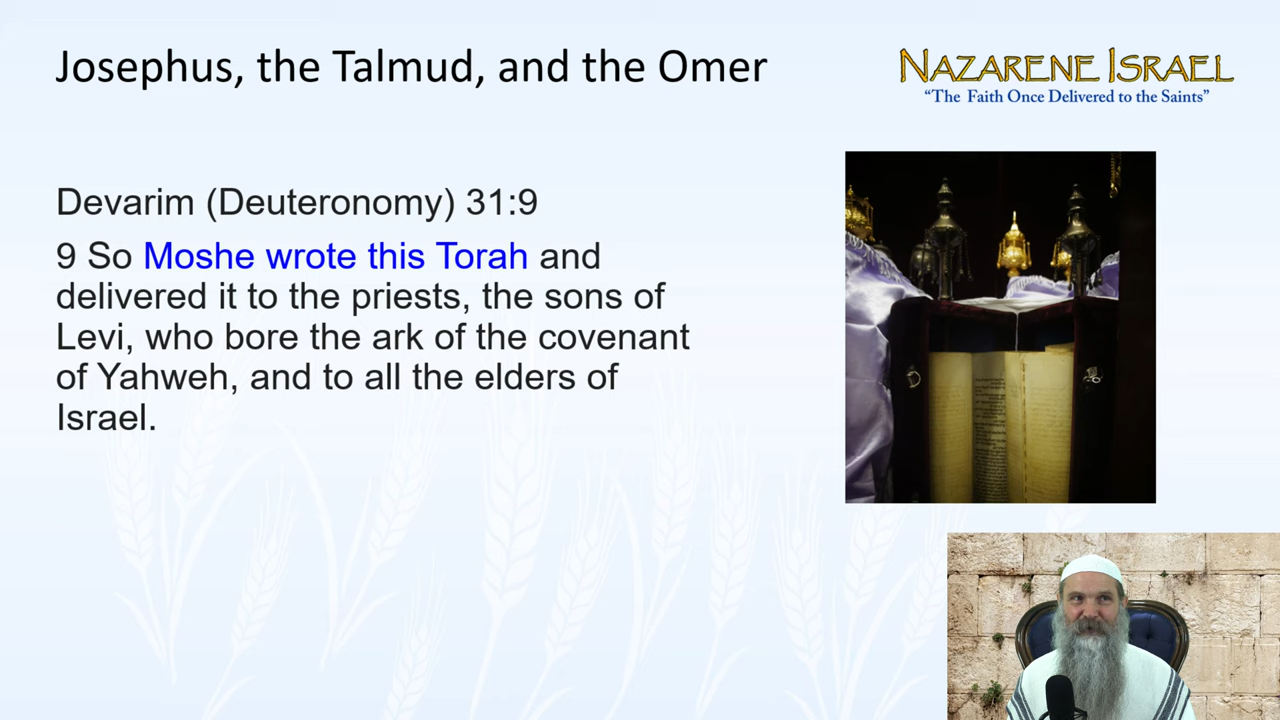 Josephus, the Talmud, and the Omer
NAZARENE ISRAEL
“The Faith Once Delivered to the Saints”
Devarim (Deuteronomy) 31:9
9 So Moshe wrote this Torah and
delivered it to the priests, the sons of
Levi, who bore the ark of the covenant
of Yahweh, and to all the elders of
Israel.